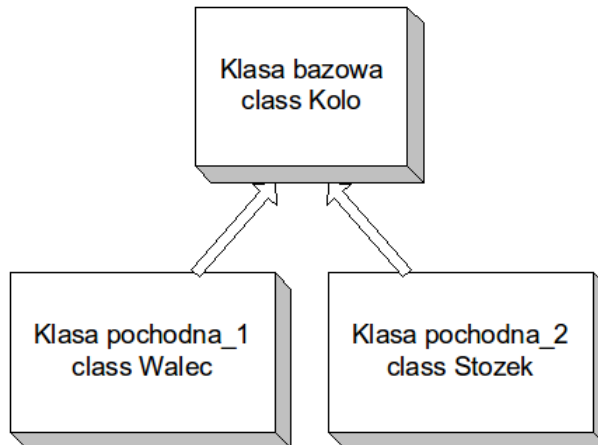 Klasa bazowa
class Kolo
Klasa pochodna_1
class Walec
Klasa pochodna_2
class Stozek